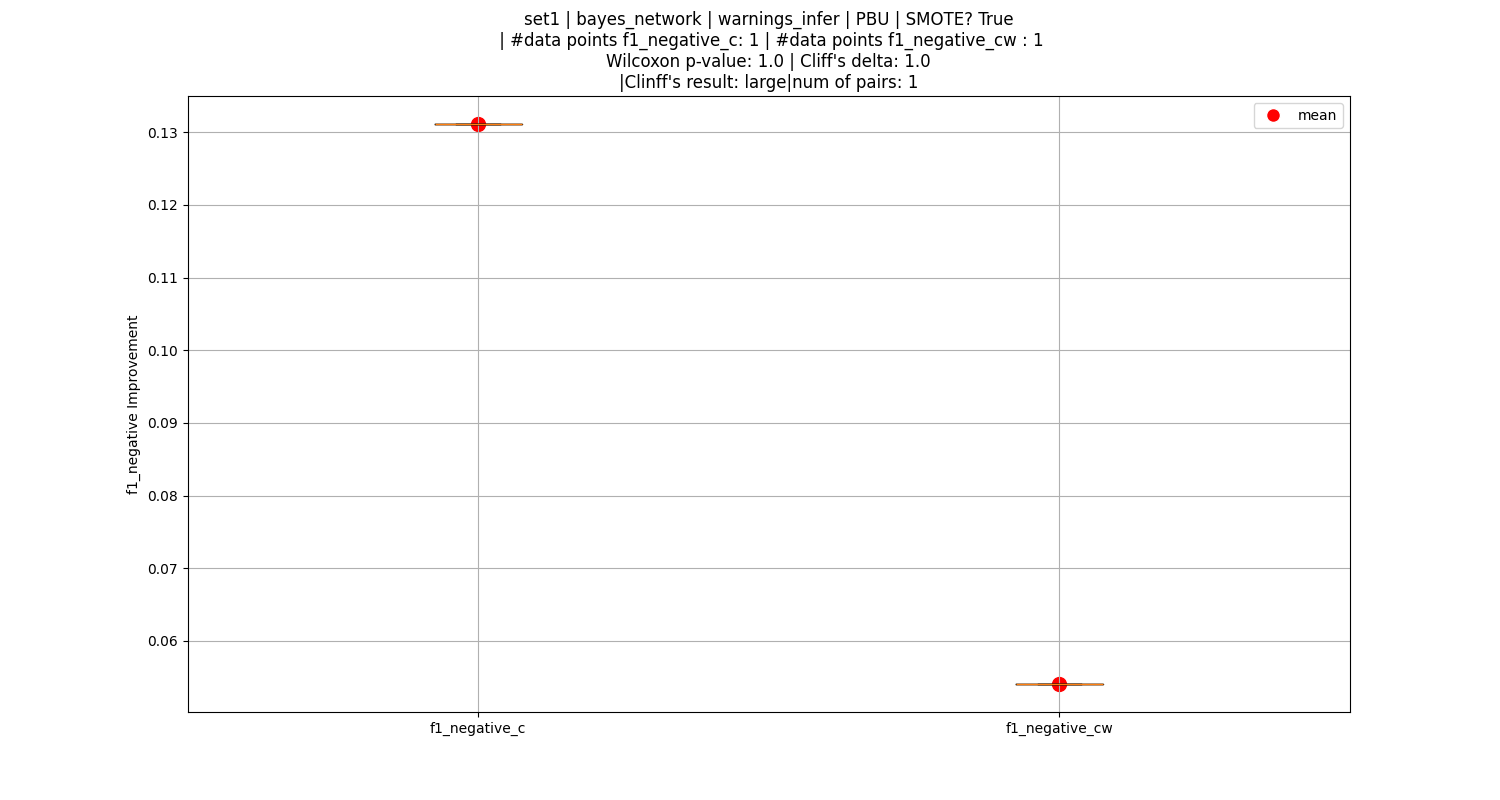 set1 | bayes_network | warnings_infer | PBU | SMOTE? True
| #data points f1_negative_c: 1 | #data points f1_negative_cw : 1
Wilcoxon p-value: 1.0 | Cliff's delta: 1.0
|Clinff's result: large|num of pairs: 1
mean
0.13
0.12
0.11
0.10
0.09
0.08
0.07
0.06
f1_negative Improvement
f1_negative_c
f1_negative_cw